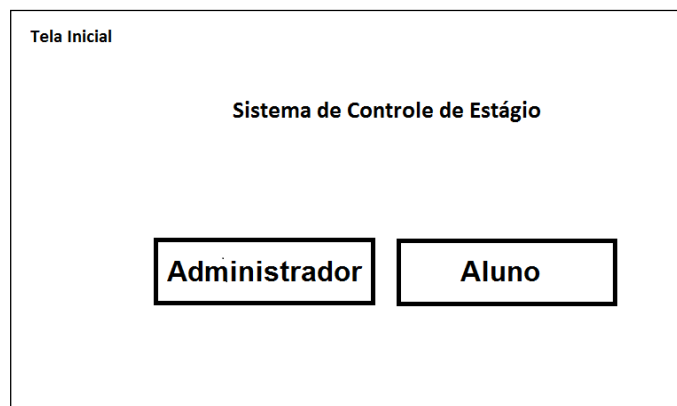 Tela Inicial
Sistema de Controle de Estágio
Administrador
Aluno